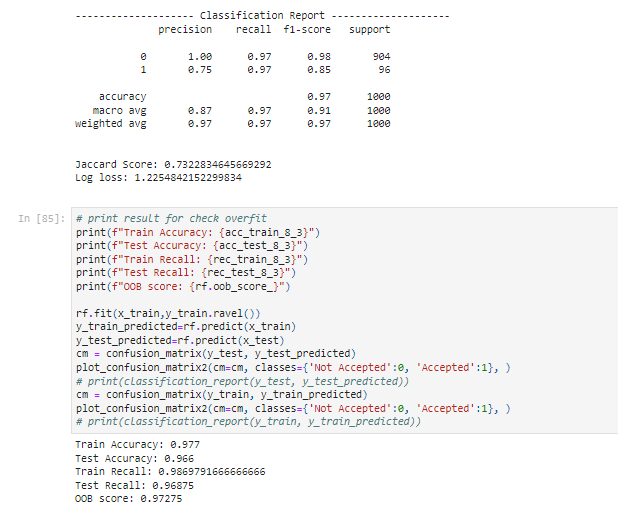 -------------------- Classification Report --------------------
precision recall f1-score support
0 1.00 0.97 0.98 904
1 0.75 0.97 0.85 96
accuracy 0.97 1000
macro avg 0.87 0.97 0.91 1000
weighted avg 0.97 0.97 0.97 1000
Jaccard Score: 0.7322834645669292
Log loss: 1.2254842152299834
In [85]: # print result for check overfit
print(f"Train Accuracy: {acc_train_8_3}")
print(f"Test Accuracy: {acc_test_8_3}")
print(f"Train Recall: {rec_train_8_3}")
print(f"Test Recall: {rec_test_8_3}")
print(f"OOB score: {rf.oob_score_}")
rf.fit(x_train,y_train.ravel())
y_train_predicted=rf.predict(x_train)
y_test_predicted=rf.predict(x_test)
cm = confusion_matrix(y_test, y_test_predicted)
plot_confusion_matrix2(cm=cm, classes={'Not Accepted':0, 'Accepted':1}, )
# print(classification_report(y_test, y_test_predicted))
cm = confusion_matrix(y_train, y_train_predicted)
plot_confusion_matrix2(cm=cm, classes={'Not Accepted':0, 'Accepted':1}, )
# print(classification_report(y_train, y_train_predicted))
Train Accuracy: 0.977
Test Accuracy: 0.966
Train Recall: 0.9869791666666666
Test Recall: 0.96875
OOB score: 0.97275